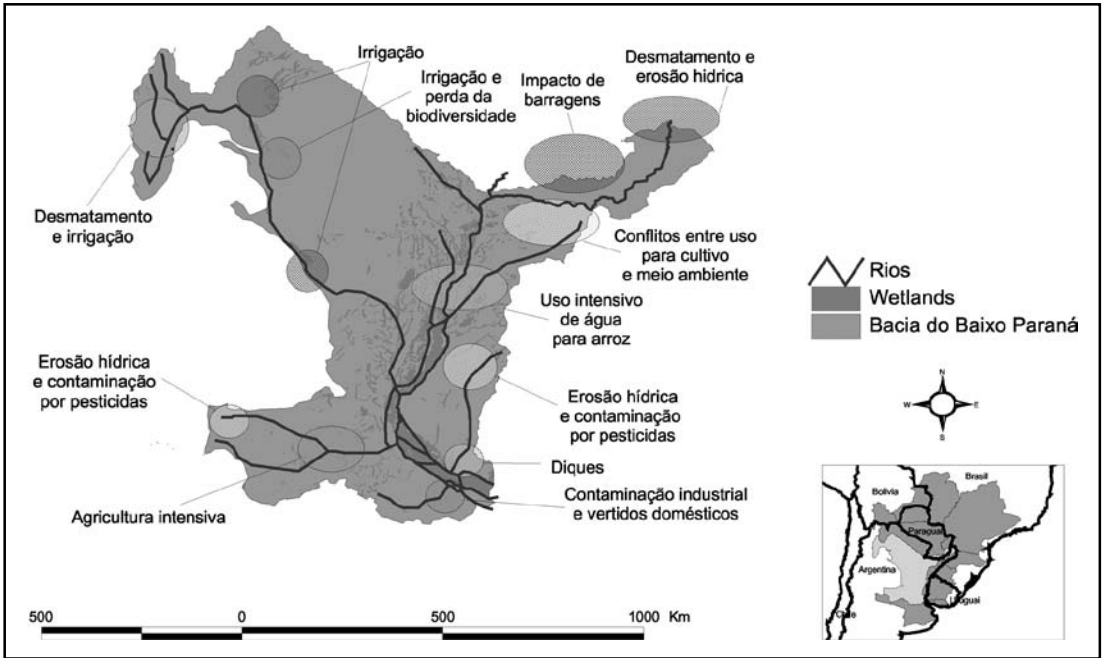 Irrigação
Irrigação e
perda da
biodiversidade
Impacto de
barragens
Desmatamento e
erosão hídrica
Desmatamento
e irrigação
Conflitos entre uso
para cultivo
e meio ambiente
Uso intensivo
de água
para arroz
Erosão hídrica
e contaminação
por pesticidas
Erosão hídrica
e contaminação
por pesticidas
Diques
Agricultura intensiva
Contaminação industrial
e vertidos domésticos
Rios
Wetlands
Bacia do Baixo Paraná
N
W
E
S
Bolivia
Brasil
Paraguai
Argentina
Chile
Uruguai
500
0
500
1000 Km